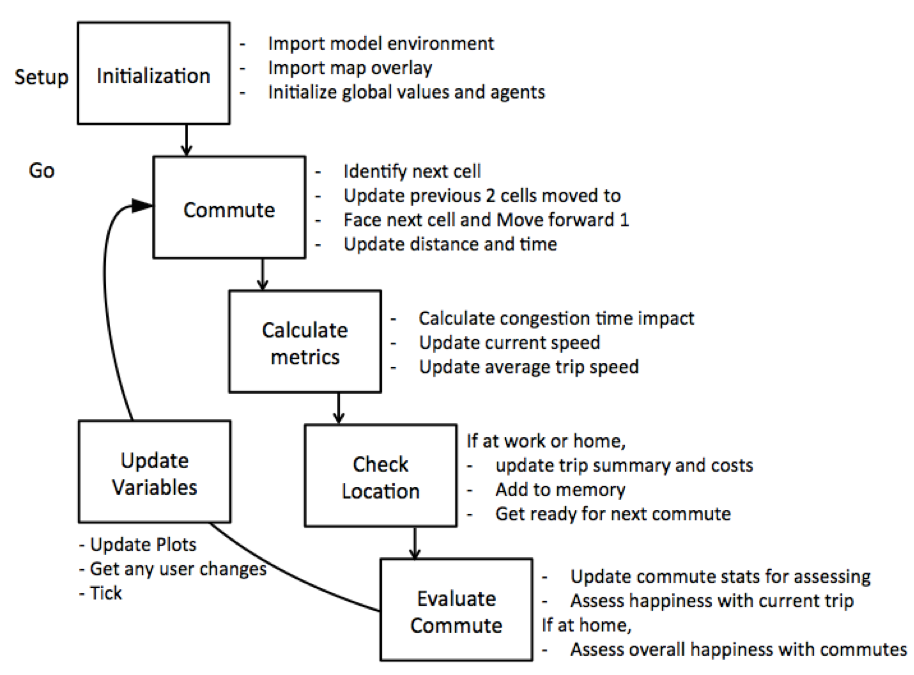 Setup
Initialization
- Import model environment
- Import map overlay
- Initialize global values and agents
Go
Commute
- Identify next cell
- Update previous 2 cells moved to
- Face next cell and Move forward 1
- Update distance and time
Calculate
metrics
- Calculate congestion time impact
- Update current speed
- Update average trip speed
Check
Location
If at work or home,
- update trip summary and costs
- Add to memory
- Get ready for next commute
Evaluate
Commute
- Update commute stats for assessing
- Assess happiness with current trip
If at home,
- Assess overall happiness with commutes
Update
Variables
- Update Plots
- Get any user changes
- Tick